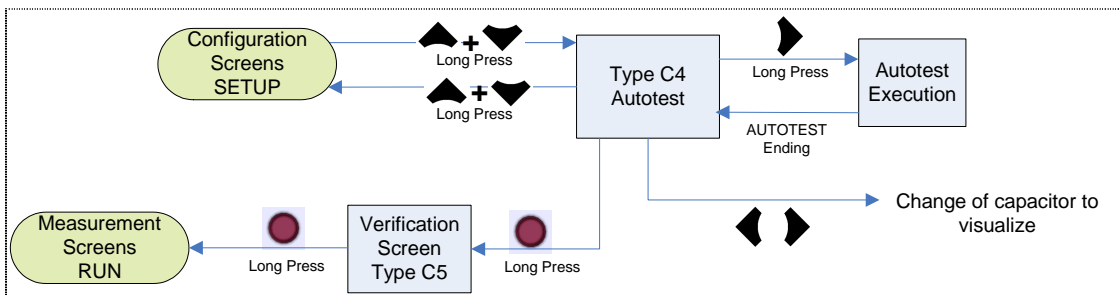 Configuration
Screens
SETUP
+
Long Press
+
Long Press
Type C4
Autotest
Long Press
Autotest
Execution
AUTOTEST
Ending
Change of capacitor to
visualize
Measurement
Screens
RUN
Long Press
Verification
Screen
Type C5
Long Press